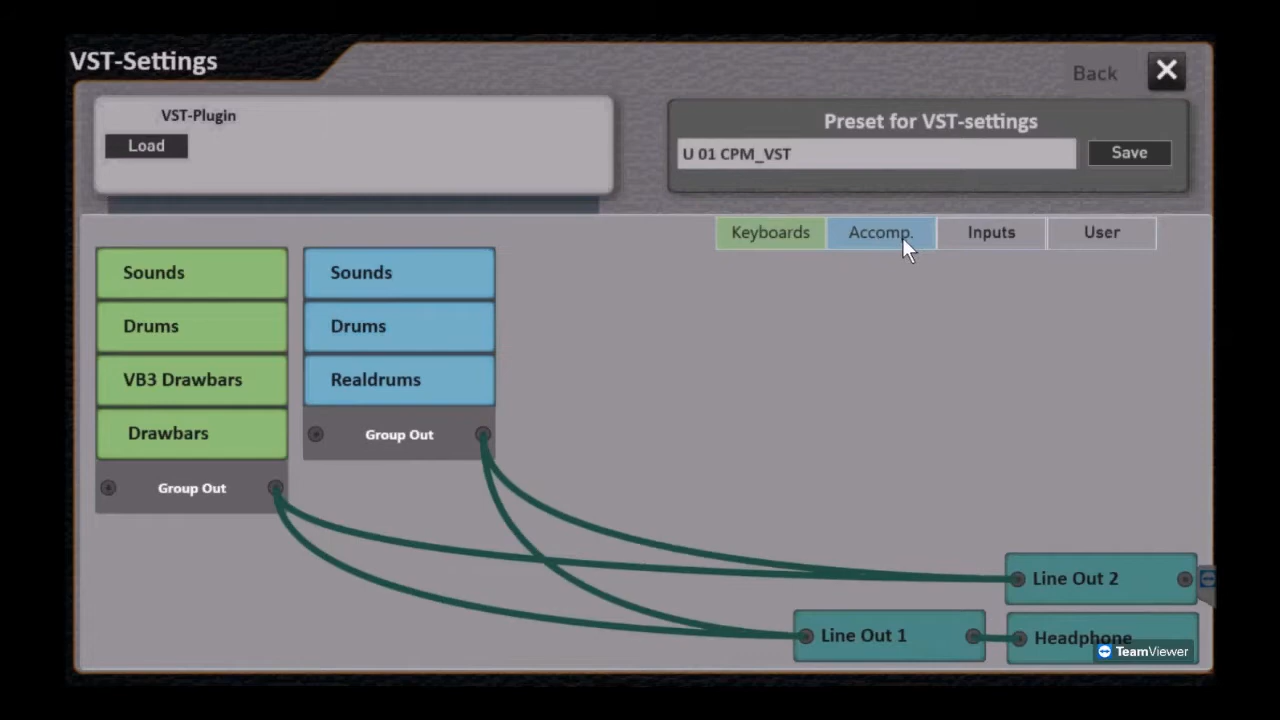 VST-Settings
Back
VST-Plugin
Load
Preset for VST-settings
U 01 CPM_VST
Save
Keyboards
Accomp.
Inputs
User
Sounds
Drums
VB3 Drawbars
Drawbars
Group Out
Sounds
Drums
Realdrums
Group Out
Line Out 2
Line Out 1
Headphone
TeamViewer